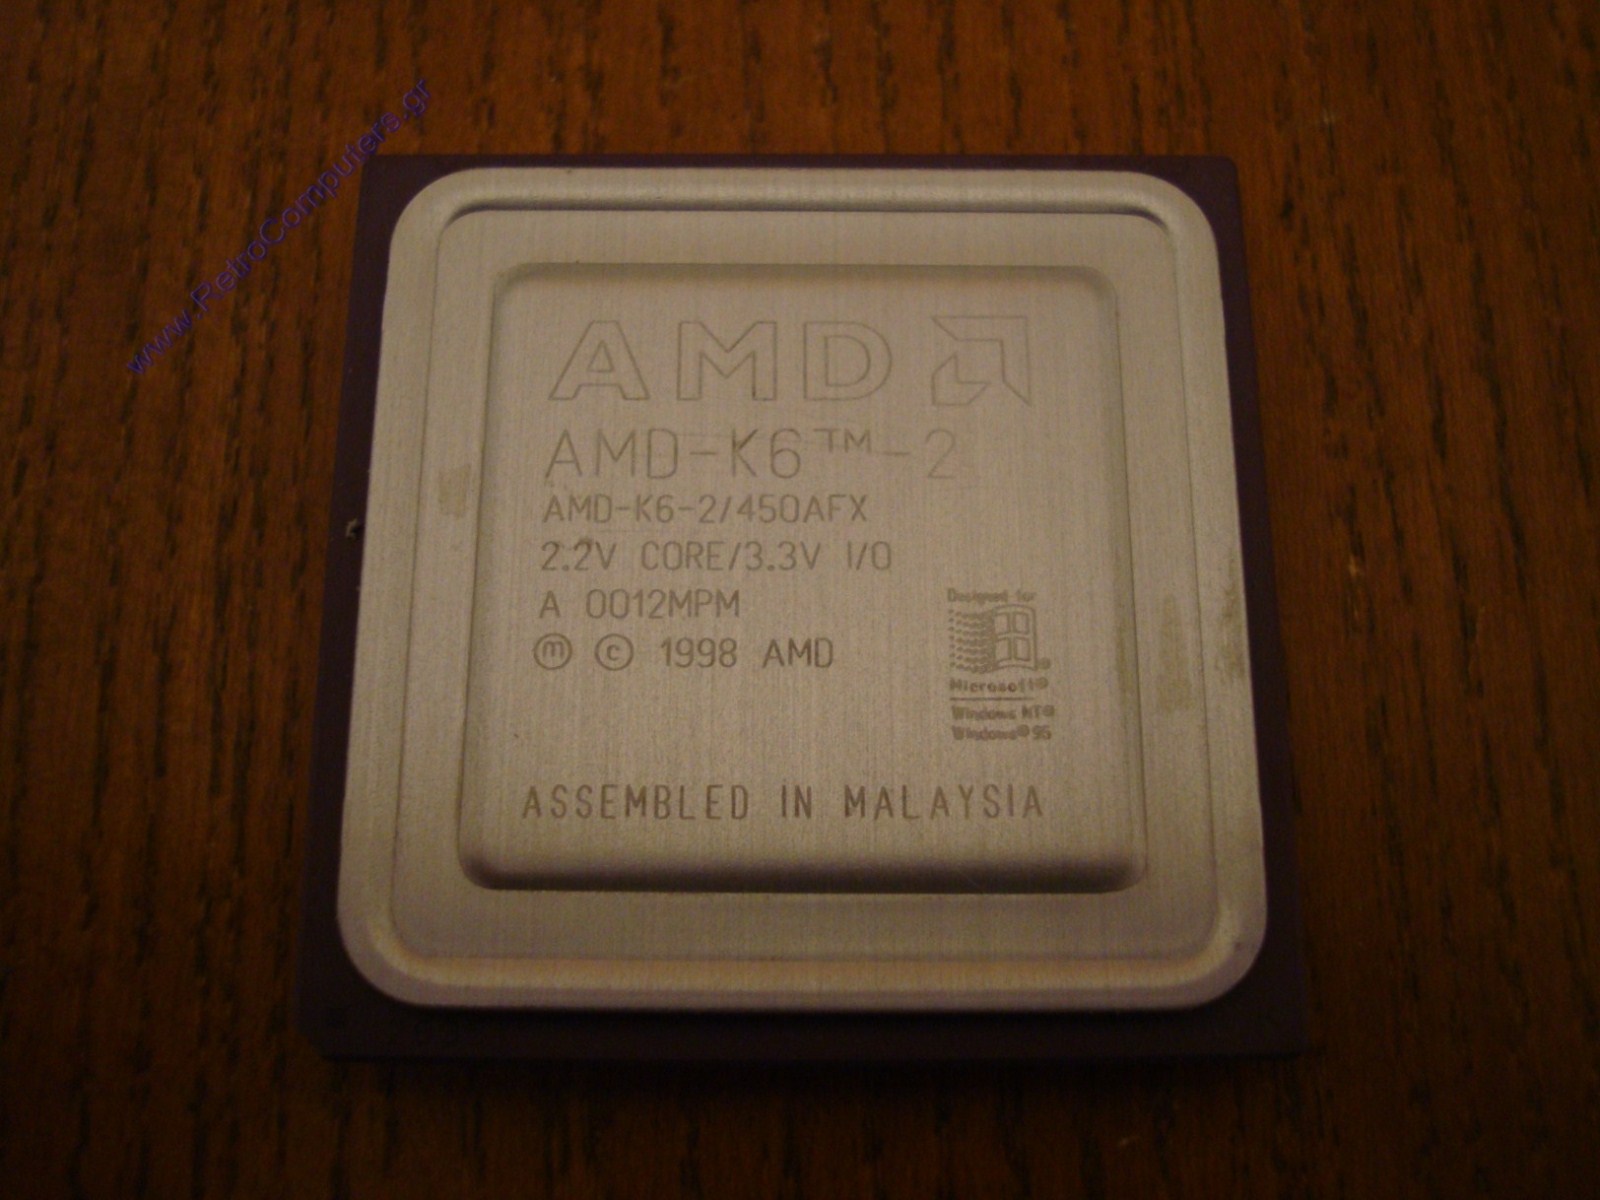 www.RetroComputers.gr
AMD
AMD-K6™-2
AMD-K6-2/450AFX
2.2V CORE/3.3V I/O
A 0012MPM
ⓜ © 1998 AMD
Designed for
Microsoft®
Windows NT®
Windows® 95
ASSEMBLED IN MALAYSIA